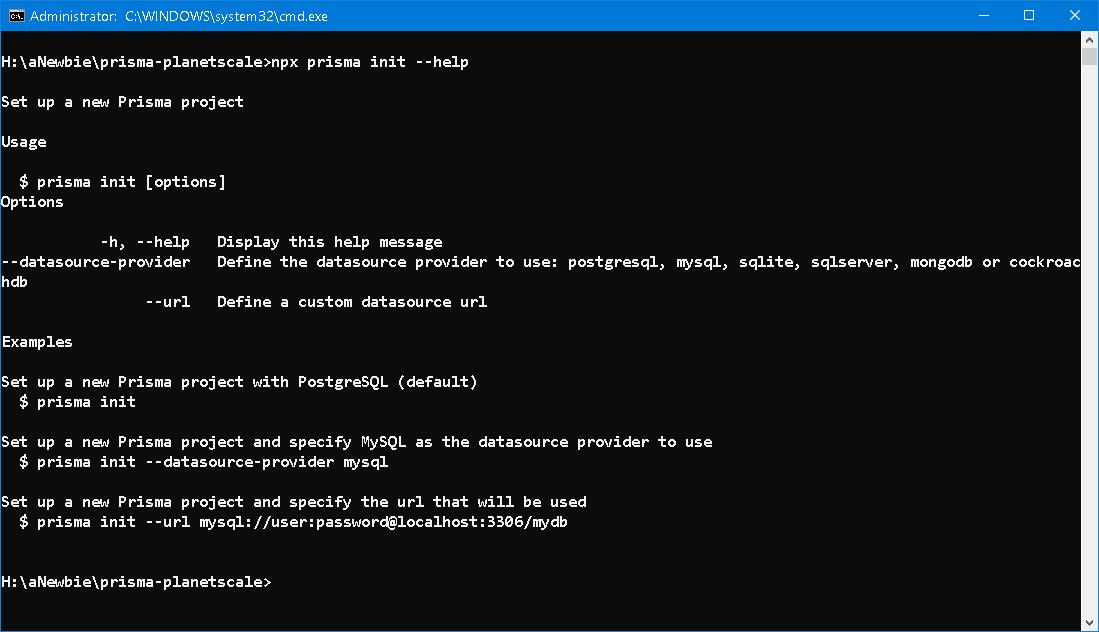 Administrator: C:\WINDOWS\system32\cmd.exe
H:\aNewbie\prisma-planetscale>npx prisma init --help
Set up a new Prisma project
Usage
$ prisma init [options]
Options
-h, --help Display this help message
--datasource-provider Define the datasource provider to use: postgresql, mysql, sqlite, sqlserver, mongodb or cockroac
hdb
--url Define a custom datasource url
Examples
Set up a new Prisma project with PostgreSQL (default)
$ prisma init
Set up a new Prisma project and specify MySQL as the datasource provider to use
$ prisma init --datasource-provider mysql
Set up a new Prisma project and specify the url that will be used
$ prisma init --url mysql://user:password@localhost:3306/mydb
H:\aNewbie\prisma-planetscale>